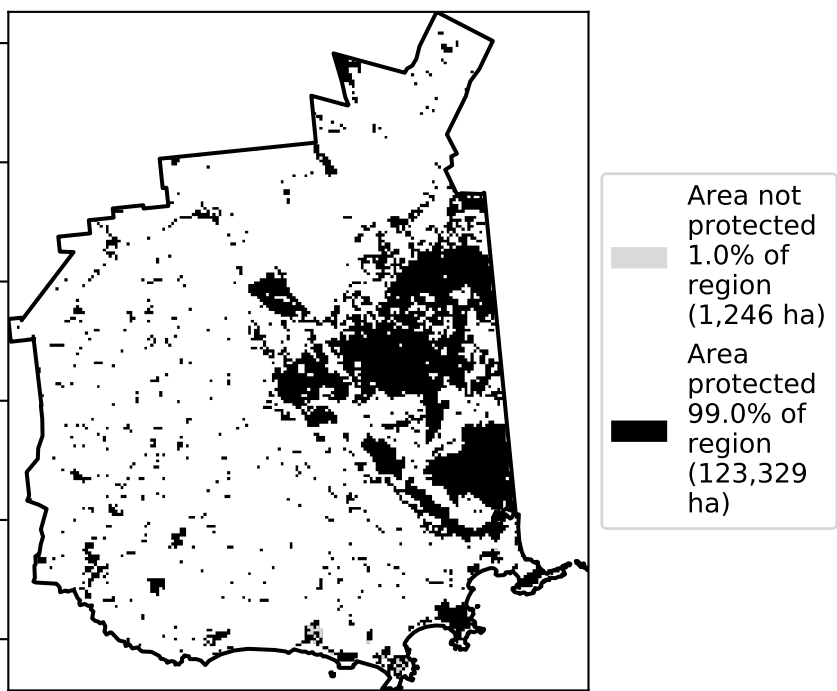 Area not
protected
1.0% of
region
(1,246 ha)
Area
protected
99.0% of
region
(123,329
ha)